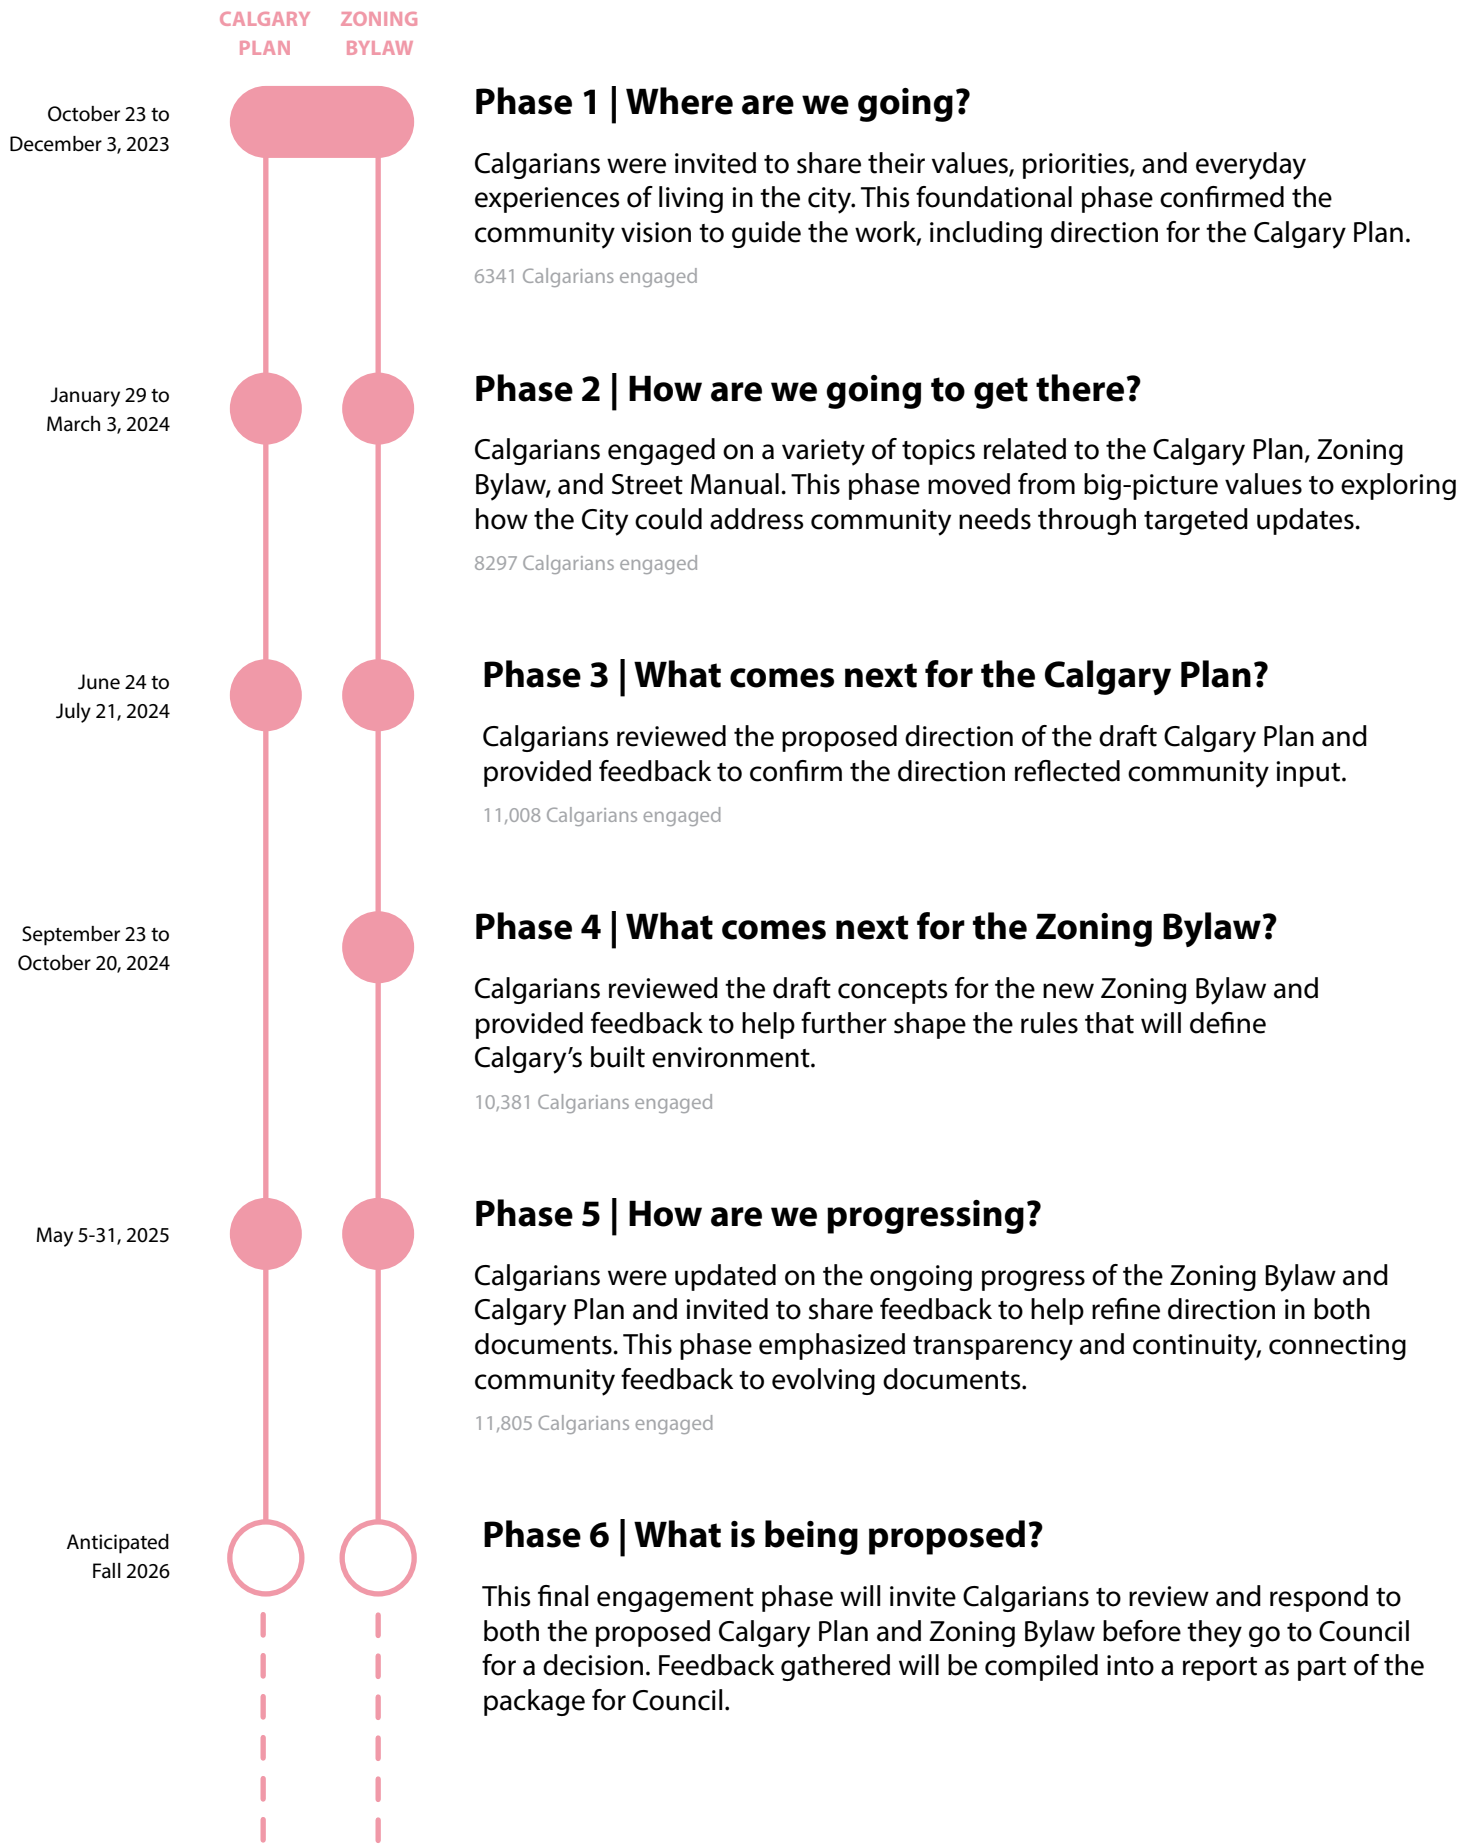 CALGARY PLAN
ZONING BYLAW
October 23 to
December 3, 2023
Phase 1 | Where are we going?
Calgarians were invited to share their values, priorities, and everyday
experiences of living in the city. This foundational phase confirmed the
community vision to guide the work, including direction for the Calgary Plan.
6341 Calgarians engaged
January 29 to
March 3, 2024
Phase 2 | How are we going to get there?
Calgarians engaged on a variety of topics related to the Calgary Plan, Zoning
Bylaw, and Street Manual. This phase moved from big-picture values to exploring
how the City could address community needs through targeted updates.
8297 Calgarians engaged
June 24 to
July 21, 2024
Phase 3 | What comes next for the Calgary Plan?
Calgarians reviewed the proposed direction of the draft Calgary Plan and
provided feedback to confirm the direction reflected community input.
11,008 Calgarians engaged
September 23 to
October 20, 2024
Phase 4 | What comes next for the Zoning Bylaw?
Calgarians reviewed the draft concepts for the new Zoning Bylaw and
provided feedback to help further shape the rules that will define
Calgary’s built environment.
10,381 Calgarians engaged
May 5-31, 2025
Phase 5 | How are we progressing?
Calgarians were updated on the ongoing progress of the Zoning Bylaw and
Calgary Plan and invited to share feedback to help refine direction in both
documents. This phase emphasized transparency and continuity, connecting
community feedback to evolving documents.
11,805 Calgarians engaged
Anticipated
Fall 2026
Phase 6 | What is being proposed?
This final engagement phase will invite Calgarians to review and respond to
both the proposed Calgary Plan and Zoning Bylaw before they go to Council
for a decision. Feedback gathered will be compiled into a report as part of the
package for Council.